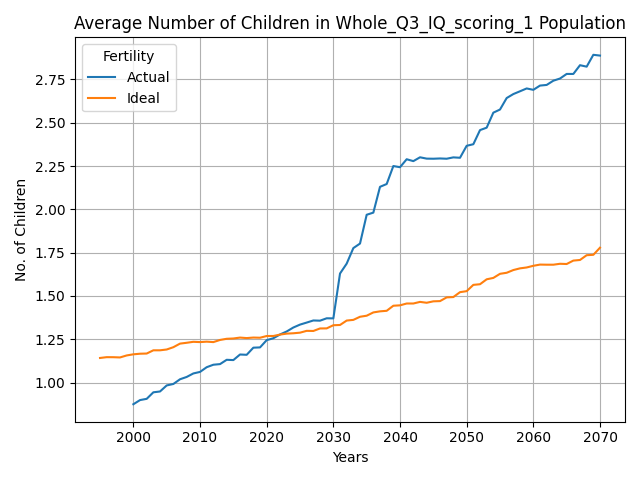 Average Number of Children in Whole_Q3_IQ_scoring_1 Population
Fertility
Actual
Ideal
No. of Children
2.75
2.50
2.25
2.00
1.75
1.50
1.25
1.00
2000 2010 2020 2030 2040 2050 2060 2070
Years